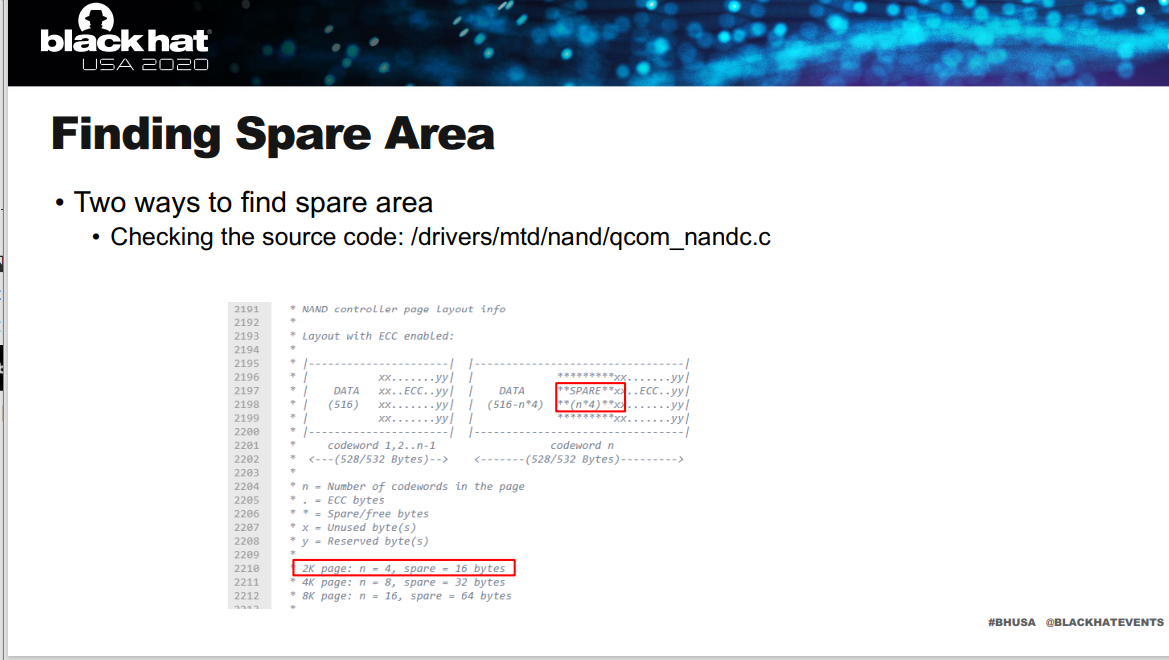 black hat
USA 2020
Finding Spare Area
• Two ways to find spare area
• Checking the source code: /drivers/mtd/nand/qcom_nandc.c
2191 * NAND controller page layout info
2192 *
2193 * Layout with ECC enabled:
2194 *
2195 * |----------------------| |---------------------------------|
2196 * | xx.......yy| | *********xx.......yy|
2197 * | DATA xx..ECC..yy| | DATA **SPARE**xx..ECC..yy|
2198 * | (516) xx.......yy| | (516-n*4) **(n*4)**xx.......yy|
2199 * | xx.......yy| | *********xx.......yy|
2200 * |----------------------| |---------------------------------|
2201 * codeword 1,2..n-1 codeword n
2202 * <---(528/532 Bytes)--> <-------(528/532 Bytes)--------->
2203 *
2204 * n = Number of codewords in the page
2205 * . = ECC bytes
2206 * * = Spare/free bytes
2207 * x = Unused byte(s)
2208 * y = Reserved byte(s)
2209 *
2210 * 2K page: n = 4, spare = 16 bytes
2211 * 4K page: n = 8, spare = 32 bytes
2212 * 8K page: n = 16, spare = 64 bytes
2213 *
#BHUSA @BLACKHATEVENTS